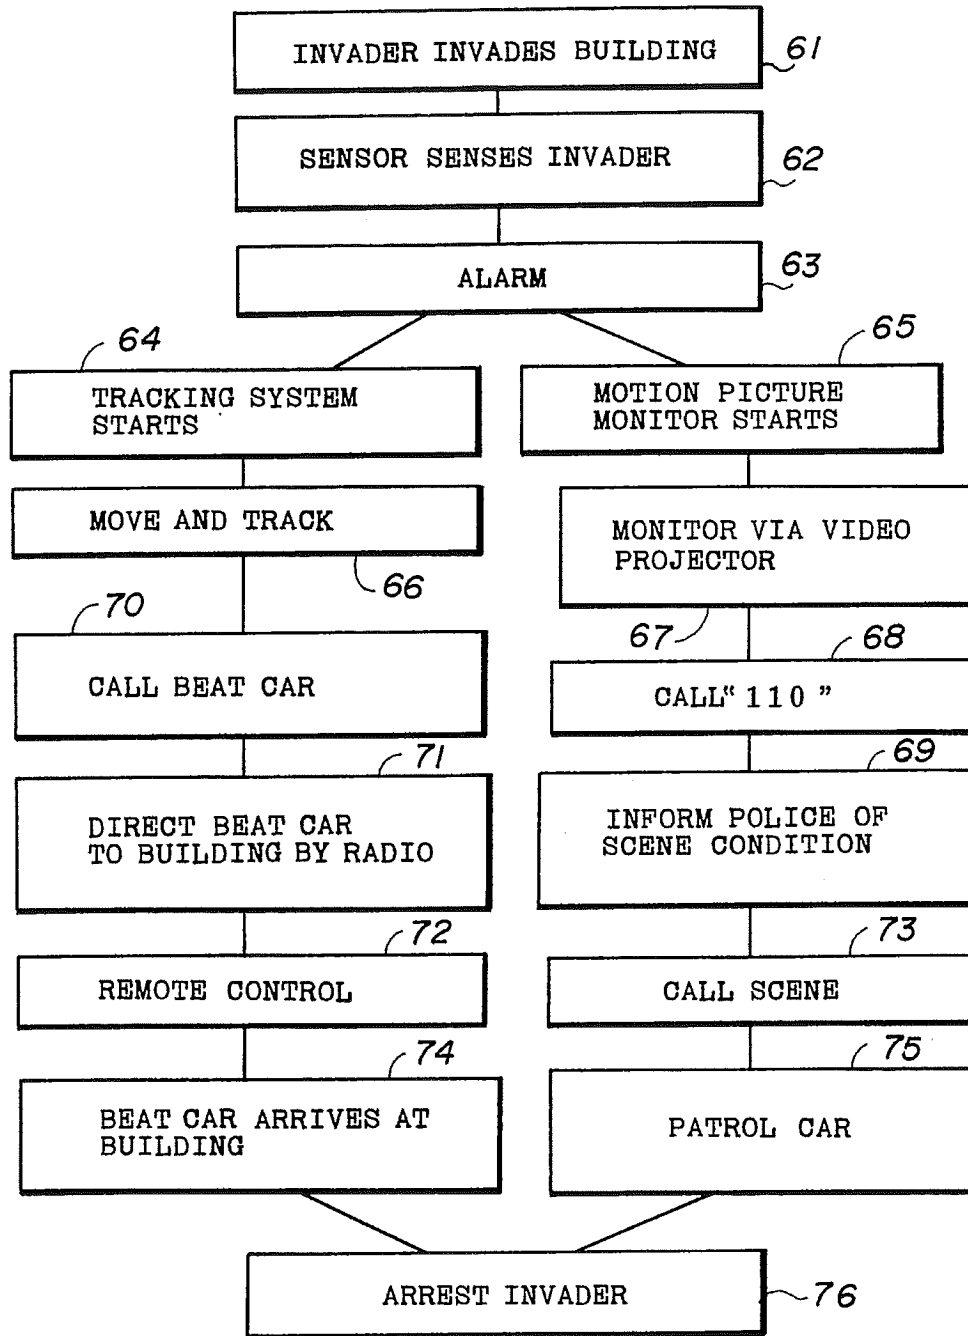 INVADER INVADES BUILDING
61
SENSOR SENSES INVADER
62
ALARM
63
64
TRACKING SYSTEM
STARTS
65
MOTION PICTURE
MONITOR STARTS
MOVE AND TRACK
66
MONITOR VIA VIDEO
PROJECTOR
67
70
CALL BEAT CAR
68
CALL“110”
71
DIRECT BEAT CAR
TO BUILDING BY RADIO
69
INFORM POLICE OF
SCENE CONDITION
72
REMOTE CONTROL
73
CALL SCENE
74
BEAT CAR ARRIVES AT
BUILDING
75
PATROL CAR
ARREST INVADER
76